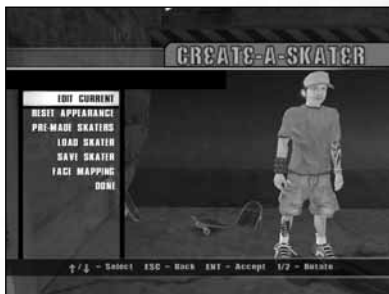 CREATE-A-SKATER
EDIT CURRENT
RESET APPEARANCE
PRE-MADE SKATERS
LOAD SKATER
SAVE SKATER
FACE MAPPING
DONE
↑/↓ - Select ESC - Back ENT - Accept 1/2 - Rotate